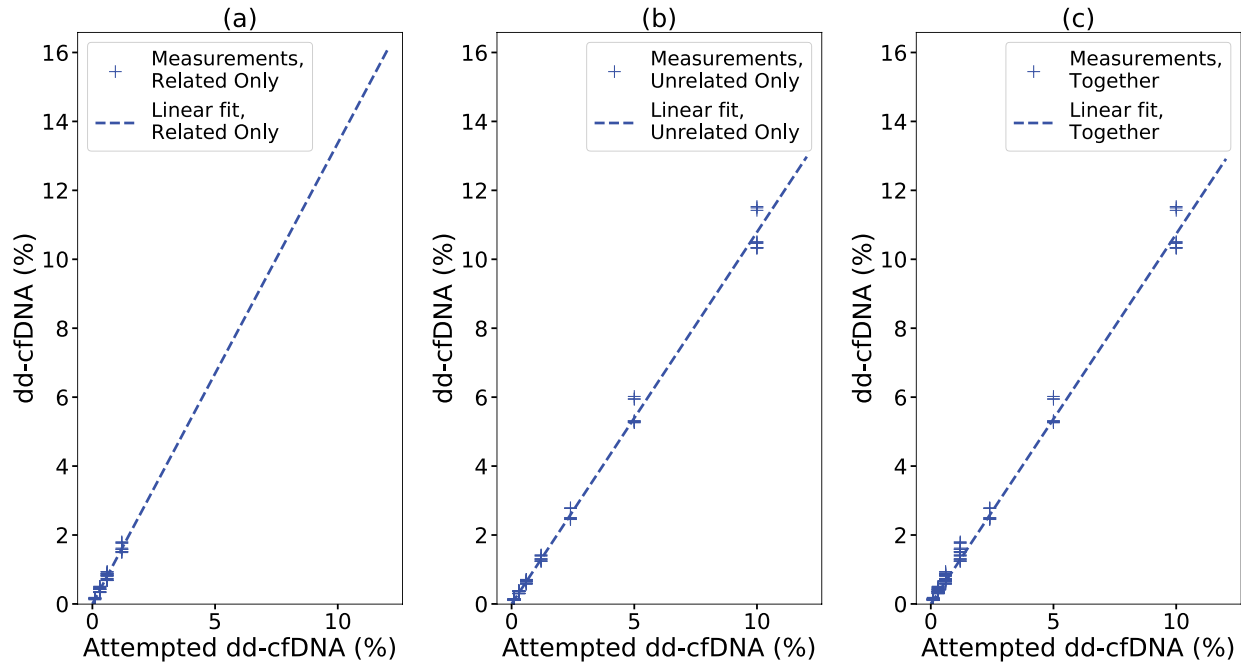 (a)
16
14
12
10
8
6
4
2
0
dd-cfDNA (%)
Measurements,
Related Only
Linear fit,
Related Only
0 5 10
Attempted dd-cfDNA (%)
(b)
16
14
12
10
8
6
4
2
0
dd-cfDNA (%)
Measurements,
Unrelated Only
Linear fit,
Unrelated Only
0 5 10
Attempted dd-cfDNA (%)
(c)
16
14
12
10
8
6
4
2
0
dd-cfDNA (%)
Measurements,
Together
Linear fit,
Together
0 5 10
Attempted dd-cfDNA (%)